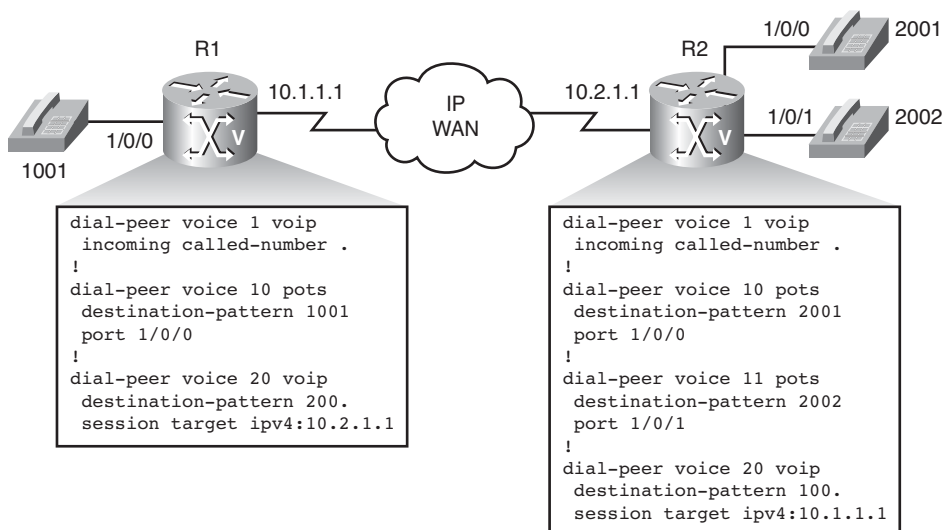 R1
R2
1/0/0
2001
10.1.1.1
IP
WAN
10.2.1.1
1/0/0
1/0/1
2002
V
V
1001
dial-peer voice 1 voip
incoming called-number .
!
dial-peer voice 10 pots
destination-pattern 1001
port 1/0/0
!
dial-peer voice 20 voip
destination-pattern 200.
session target ipv4:10.2.1.1
dial-peer voice 1 voip
incoming called-number .
!
dial-peer voice 10 pots
destination-pattern 2001
port 1/0/0
!
dial-peer voice 11 pots
destination-pattern 2002
port 1/0/1
!
dial-peer voice 20 voip
destination-pattern 100.
session target ipv4:10.1.1.1